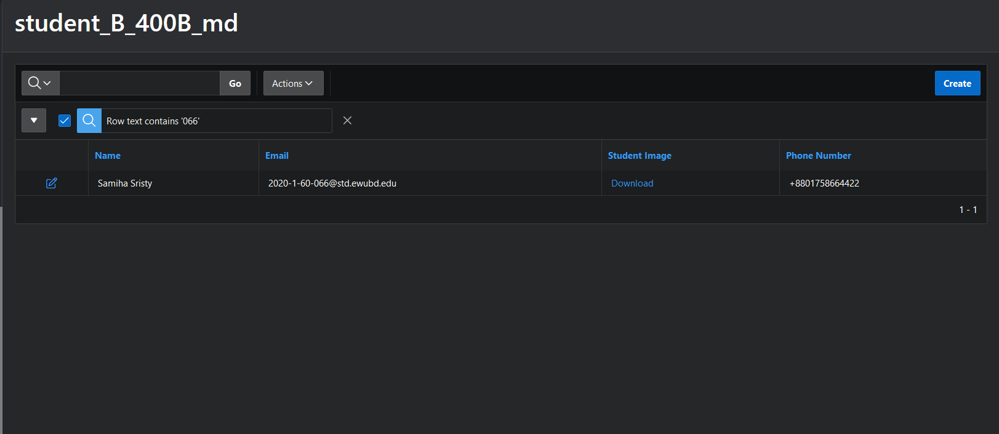 student_B_400B_md
Go
Actions
Create
Row text contains '066'
Name Email Student Image Phone Number
Samiha Sristy 2020-1-60-066@std.ewubd.edu Download +8801758664422
1 - 1